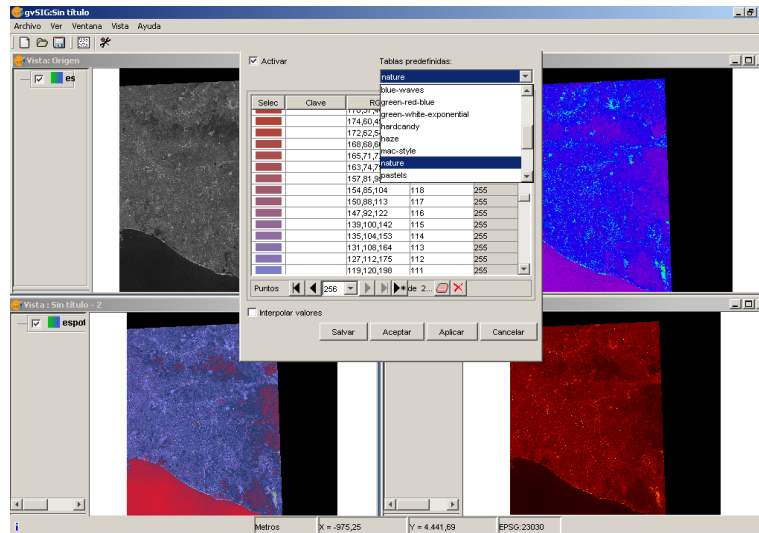 gvSIG:Sin título
Archivo Ver Ventana Vista Ayuda
Vista: Origen
es
Activar
Tablas predefinidas:
nature
blue-waves
green-red-blue
green-white-exponential
hardcandy
haze
mac-style
nature
pastels
Selec Clave RG
174,60,4
172,62,5
168,68,6
165,71,7
163,74,7
157,81,9
154,85,104 118 255
150,88,113 117 255
147,92,122 116 255
139,100,142 115 255
135,104,153 114 255
131,108,164 113 255
127,112,175 112 255
119,120,198 111 255
Puntos 256 de 2...
Interpolar valores
Salvar Aceptar Aplicar Cancelar
Vista : Sin título - 2
espot
Metros X = -975,25 Y = 4.441,69 EPSG:23030